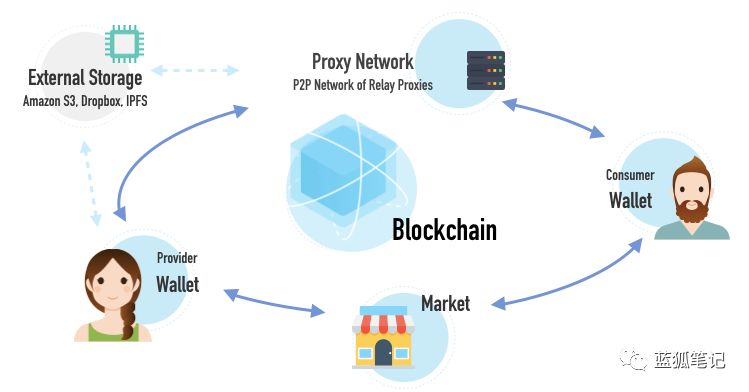 External Storage
Amazon S3, Dropbox, IPFS
Proxy Network
P2P Network of Relay Proxies
Consumer
Wallet
Blockchain
Provider
Wallet
Market
蓝狐笔记